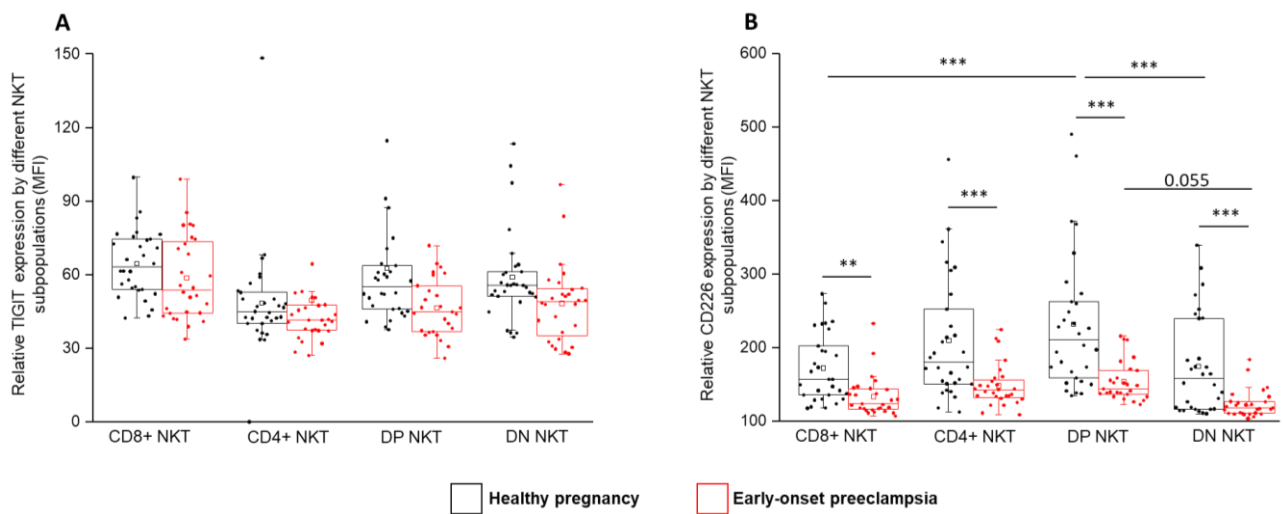 A
Relative TIGIT expression by different NKT
subpopulations (MFI)
150
120
90
60
30
0
CD8+ NKT CD4+ NKT DP NKT DN NKT
B
Relative CD226 expression by different NKT
subpopulations (MFI)
600
500
400
300
200
100
*** ***
***
0.055
*** ***
**
CD8+ NKT CD4+ NKT DP NKT DN NKT
Healthy pregnancy Early-onset preeclampsia